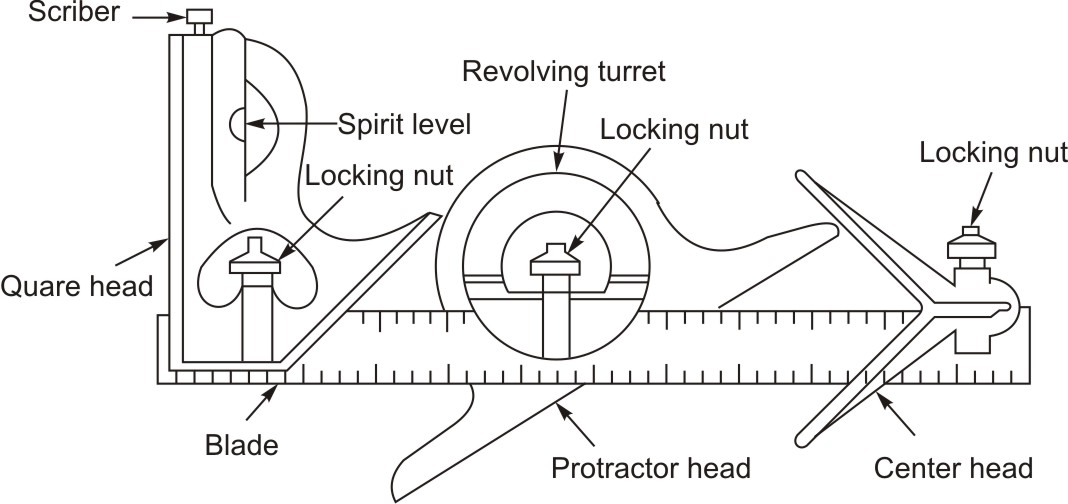 Scriber
Revolving turret
Spirit level
Locking nut
Locking nut
Locking nut
Quare head
Blade
Protractor head
Center head